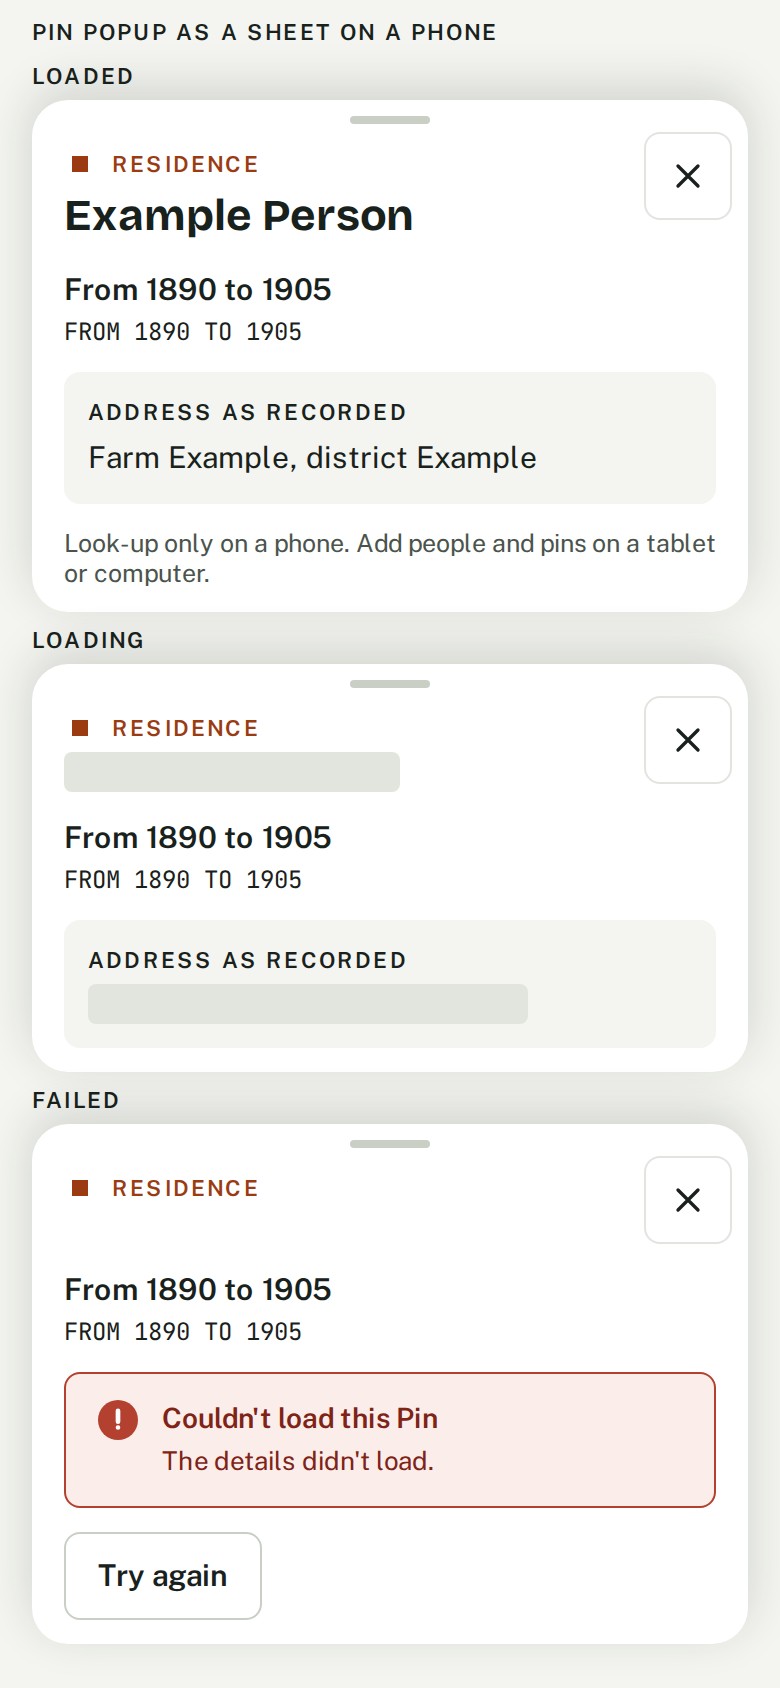 PIN POPUP AS A SHEET ON A PHONE
LOADED
RESIDENCE
Example Person
From 1890 to 1905
FROM 1890 TO 1905
ADDRESS AS RECORDED
Farm Example, district Example
Look-up only on a phone. Add people and pins on a tablet
or computer.
LOADING
RESIDENCE
From 1890 to 1905
FROM 1890 TO 1905
ADDRESS AS RECORDED
FAILED
RESIDENCE
From 1890 to 1905
FROM 1890 TO 1905
Couldn't load this Pin
The details didn't load.
Try again